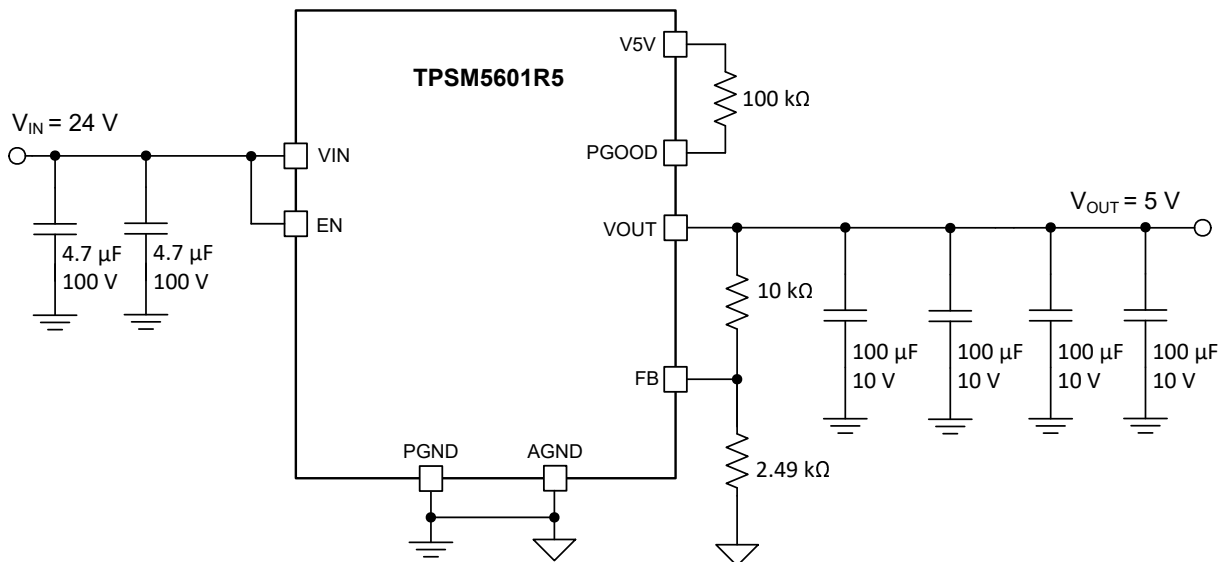 V5V
TPSM5601R5
100 kΩ
V_IN = 24 V
VIN
PGOOD
EN
VOUT
V_OUT = 5 V
4.7 µF
100 V
4.7 µF
100 V
10 kΩ
100 µF
10 V
100 µF
10 V
100 µF
10 V
100 µF
10 V
FB
PGND
AGND
2.49 kΩ